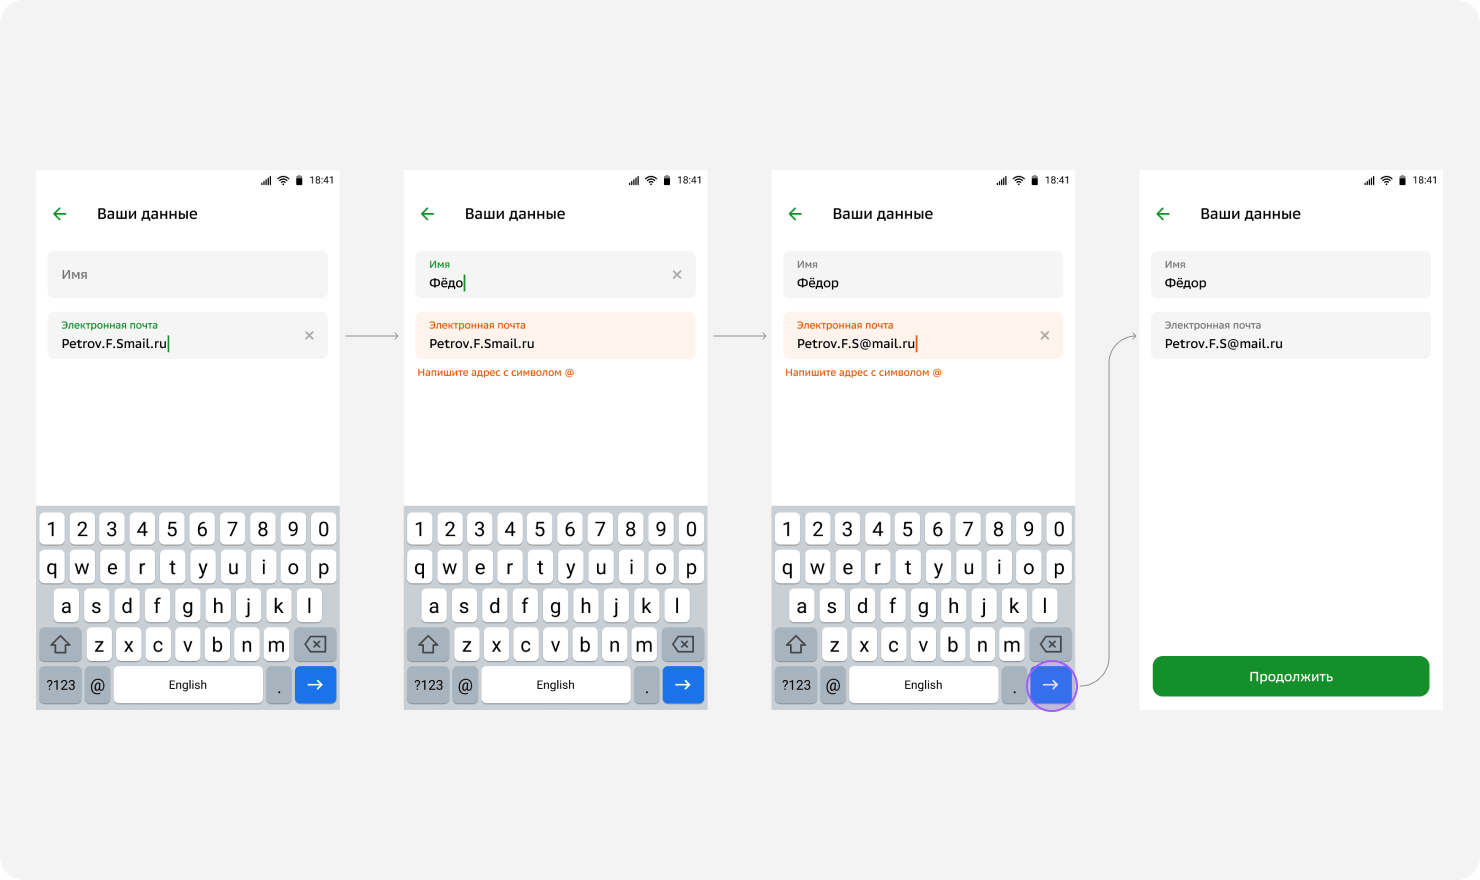 18:41
Ваши данные
Имя
Электронная почта
Petrov.F.Smail.ru
1 2 3 4 5 6 7 8 9 0
q w e r t y u i o p
a s d f g h j k l
z x c v b n m
?123 @ English .
18:41
Ваши данные
Имя
Фёдо
Электронная почта
Petrov.F.Smail.ru
Напишите адрес с символом @
1 2 3 4 5 6 7 8 9 0
q w e r t y u i o p
a s d f g h j k l
z x c v b n m
?123 @ English .
18:41
Ваши данные
Имя
Фёдор
Электронная почта
Petrov.F.S@mail.ru
Напишите адрес с символом @
1 2 3 4 5 6 7 8 9 0
q w e r t y u i o p
a s d f g h j k l
z x c v b n m
?123 @ English .
18:41
Ваши данные
Имя
Фёдор
Электронная почта
Petrov.F.S@mail.ru
Продолжить